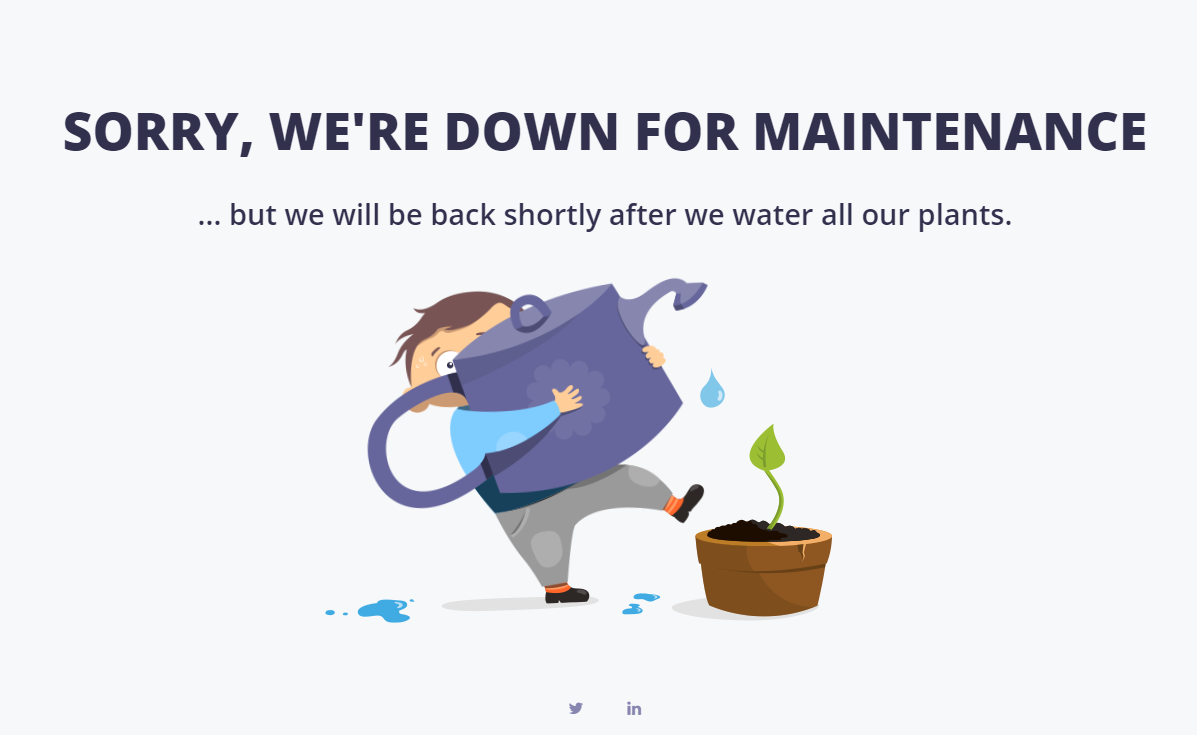 SORRY, WE'RE DOWN FOR MAINTENANCE
... but we will be back shortly after we water all our plants.
in